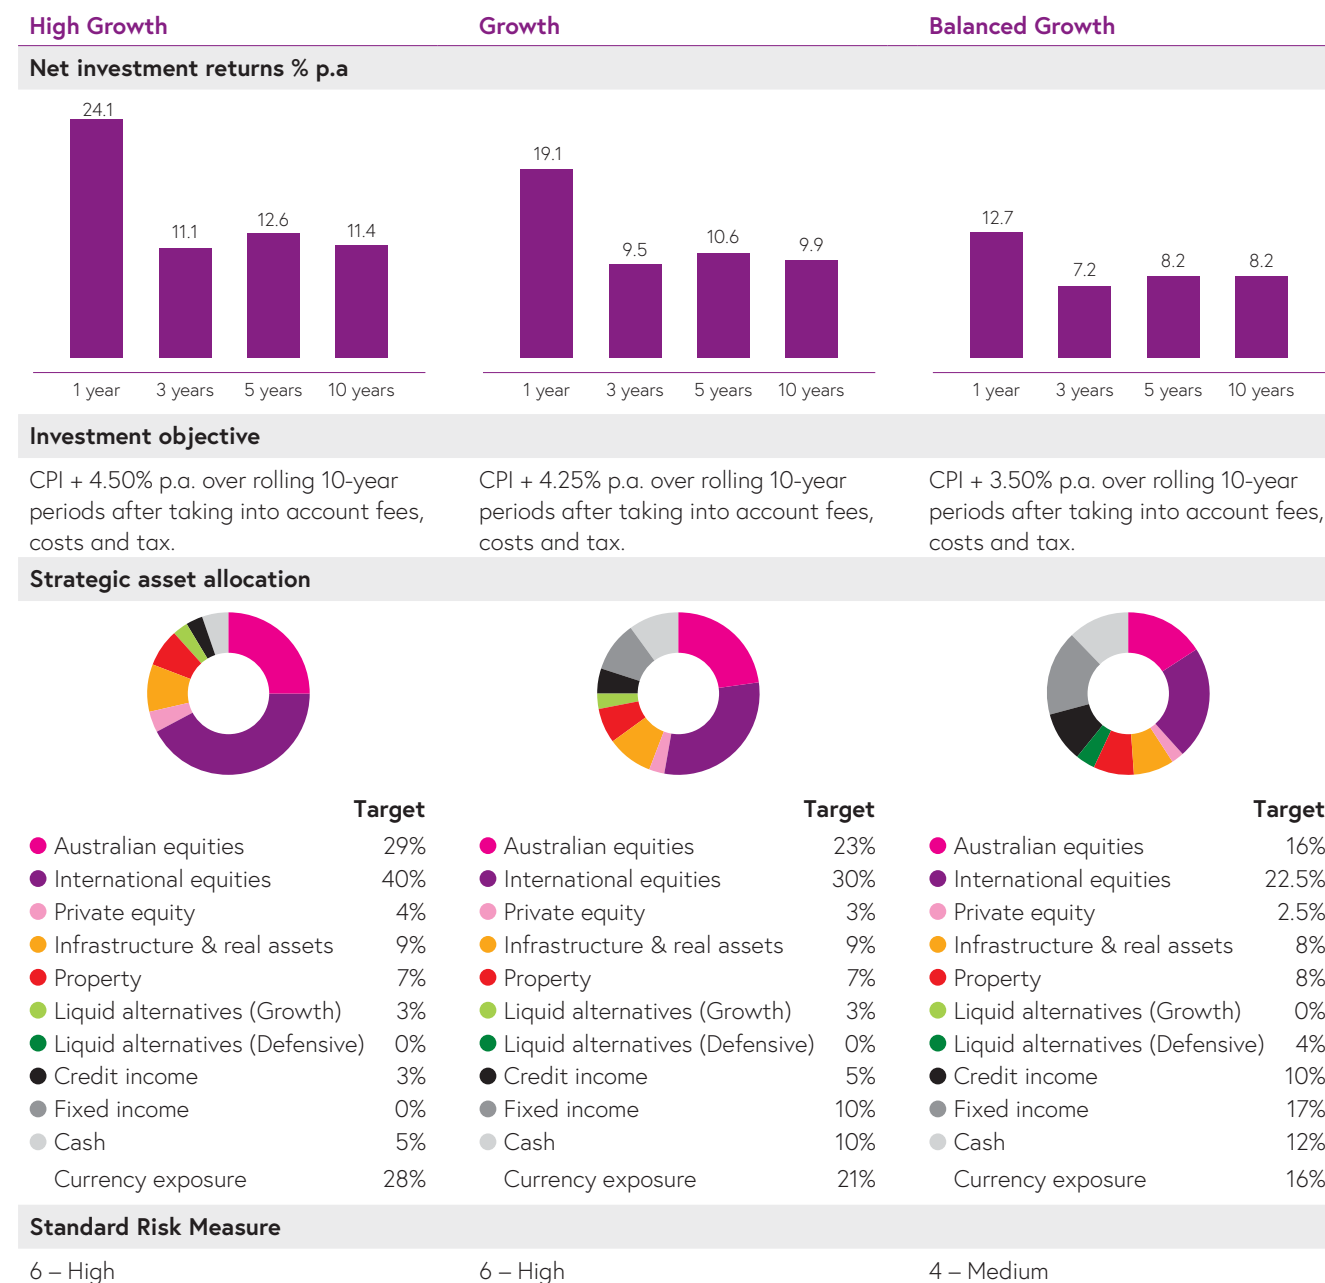 High Growth Growth Balanced Growth
Net investment returns % p.a
24.1
11.1
12.6
11.4
1 year 3 years 5 years 10 years
19.1
9.5
10.6
9.9
1 year 3 years 5 years 10 years
12.7
7.2
8.2
8.2
1 year 3 years 5 years 10 years
Investment objective
CPI + 4.50% p.a. over rolling 10-year
periods after taking into account fees,
costs and tax.
CPI + 4.25% p.a. over rolling 10-year
periods after taking into account fees,
costs and tax.
CPI + 3.50% p.a. over rolling 10-year
periods after taking into account fees,
costs and tax.
Strategic asset allocation
Target
Australian equities 29%
International equities 40%
Private equity 4%
Infrastructure & real assets 9%
Property 7%
Liquid alternatives (Growth) 3%
Liquid alternatives (Defensive) 0%
Credit income 3%
Fixed income 0%
Cash 5%
Currency exposure 28%
Target
Australian equities 23%
International equities 30%
Private equity 3%
Infrastructure & real assets 9%
Property 7%
Liquid alternatives (Growth) 3%
Liquid alternatives (Defensive) 0%
Credit income 5%
Fixed income 10%
Cash 10%
Currency exposure 21%
Target
Australian equities 16%
International equities 22.5%
Private equity 2.5%
Infrastructure & real assets 8%
Property 8%
Liquid alternatives (Growth) 0%
Liquid alternatives (Defensive) 4%
Credit income 10%
Fixed income 17%
Cash 12%
Currency exposure 16%
Standard Risk Measure
6 – High 6 – High 4 – Medium